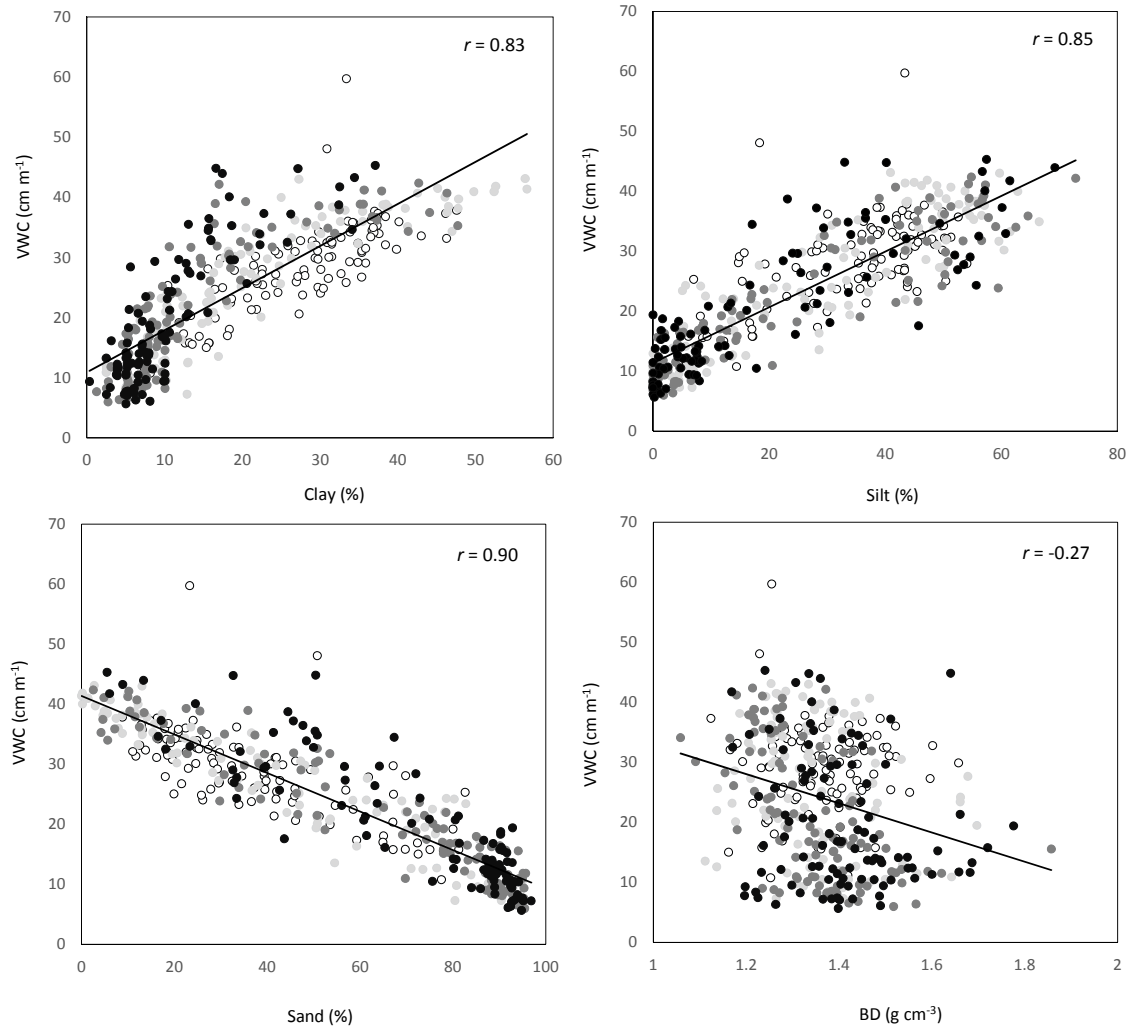 70
60
50
40
30
20
10
0
VWC (cm m⁻¹)
r = 0.83
0 10 20 30 40 50 60
Clay (%)
70
60
50
40
30
20
10
0
VWC (cm m⁻¹)
r = 0.85
0 20 40 60 80
Silt (%)
70
60
50
40
30
20
10
0
VWC (cm m⁻¹)
r = 0.90
0 20 40 60 80 100
Sand (%)
70
60
50
40
30
20
10
0
VWC (cm m⁻¹)
r = -0.27
1 1.2 1.4 1.6 1.8 2
BD (g cm⁻³)